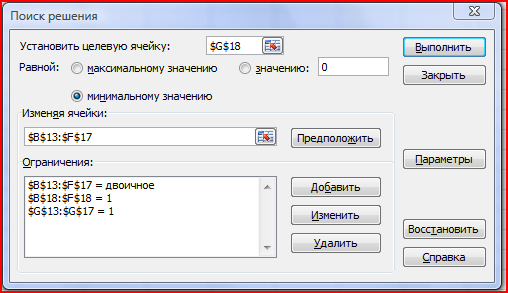 Поиск решения
Установить целевую ячейку: $G$18 Выполнить
Равной: максимальному значению значению: 0 Закрыть
минимальному значению
Изменяя ячейки:
$B$13:$F$17 Предположить
Ограничения: Параметры
$B$13:$F$17 = двоичное Добавить
$B$18:$F$18 = 1
$G$13:$G$17 = 1 Изменить
Восстановить
Удалить
Справка